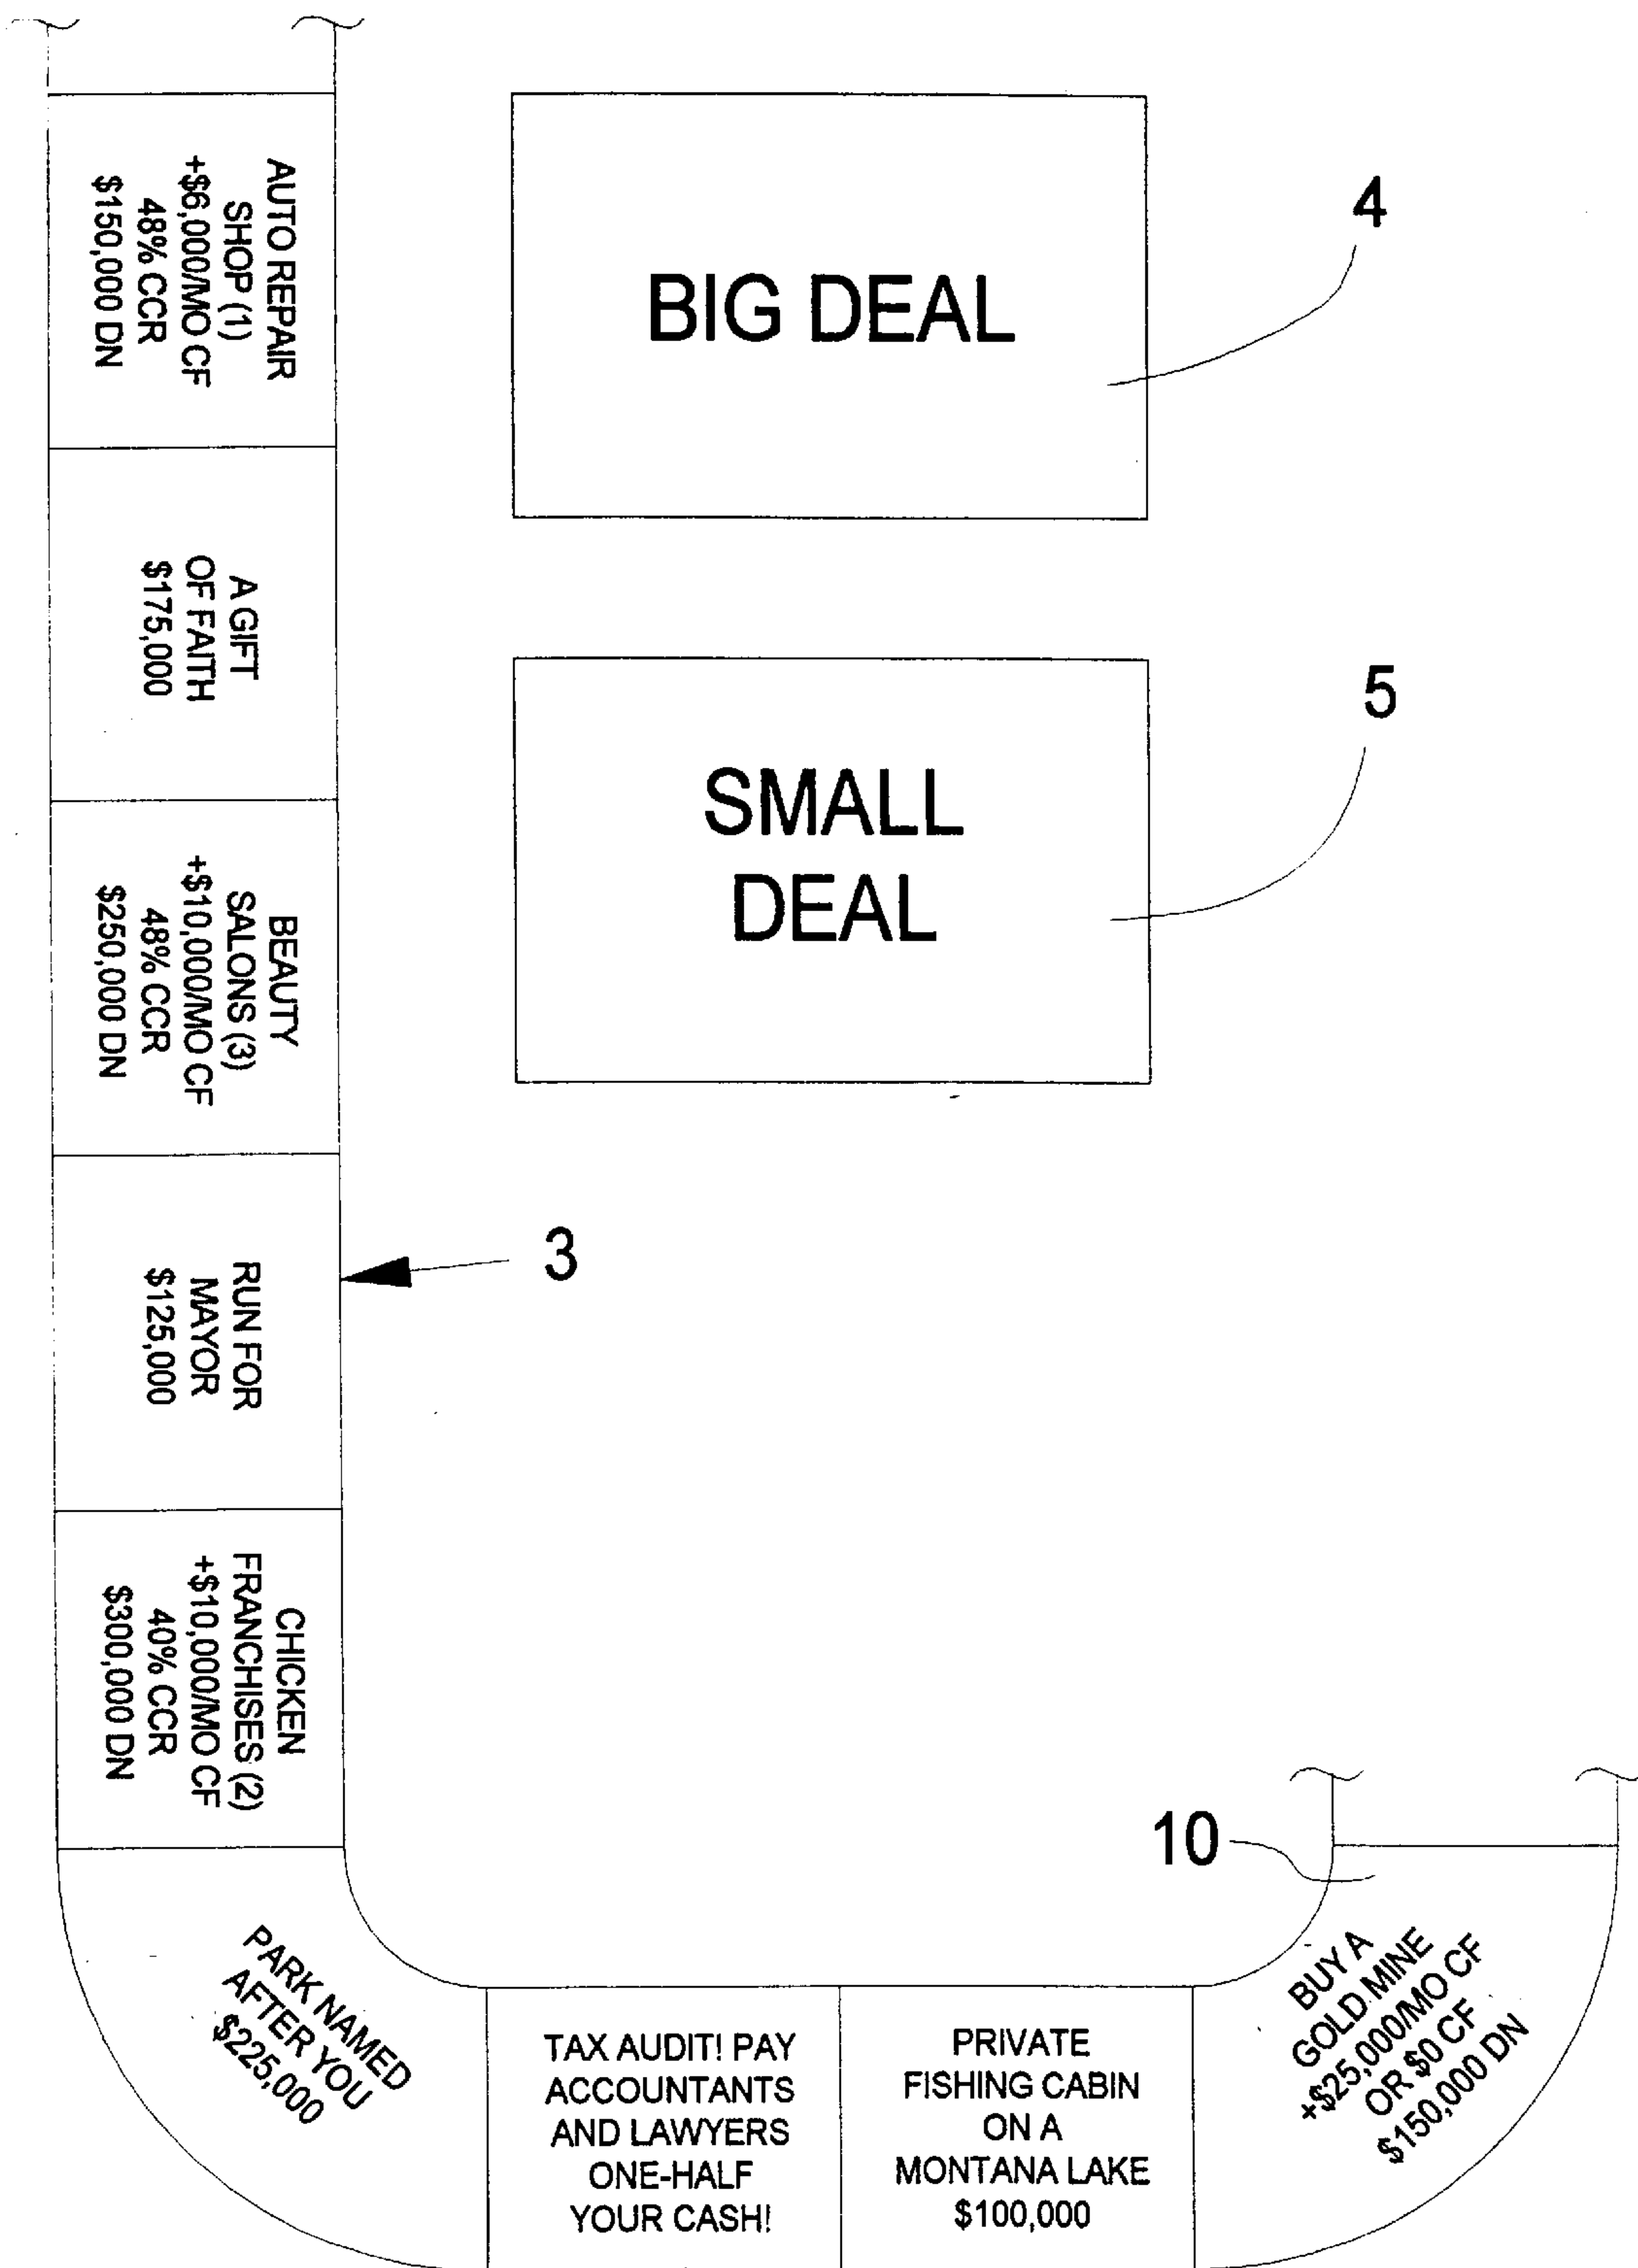 AUTO REPAIR
SHOP (1)
+$6,000/MO CF
48% CCR
$150,000 DN
A GIFT
OF FAITH
$175,000
BEAUTY
SALONS (3)
+$10,000/MO CF
48% CCR
$250,000 DN
RUN FOR
MAYOR
$125,000
CHICKEN
FRANCHISES (2)
+$10,000/MO CF
40% CCR
$300,000 DN
PARK NAMED
AFTER YOU
$225,000
TAX AUDIT! PAY
ACCOUNTANTS
AND LAWYERS
ONE-HALF
YOUR CASH!
PRIVATE
FISHING CABIN
ON A
MONTANA LAKE
$100,000
BUY A
GOLD MINE
+$25,000/MO CF
OR $0 CF
$150,000 DN
BIG DEAL
4
SMALL
DEAL
5
3
10